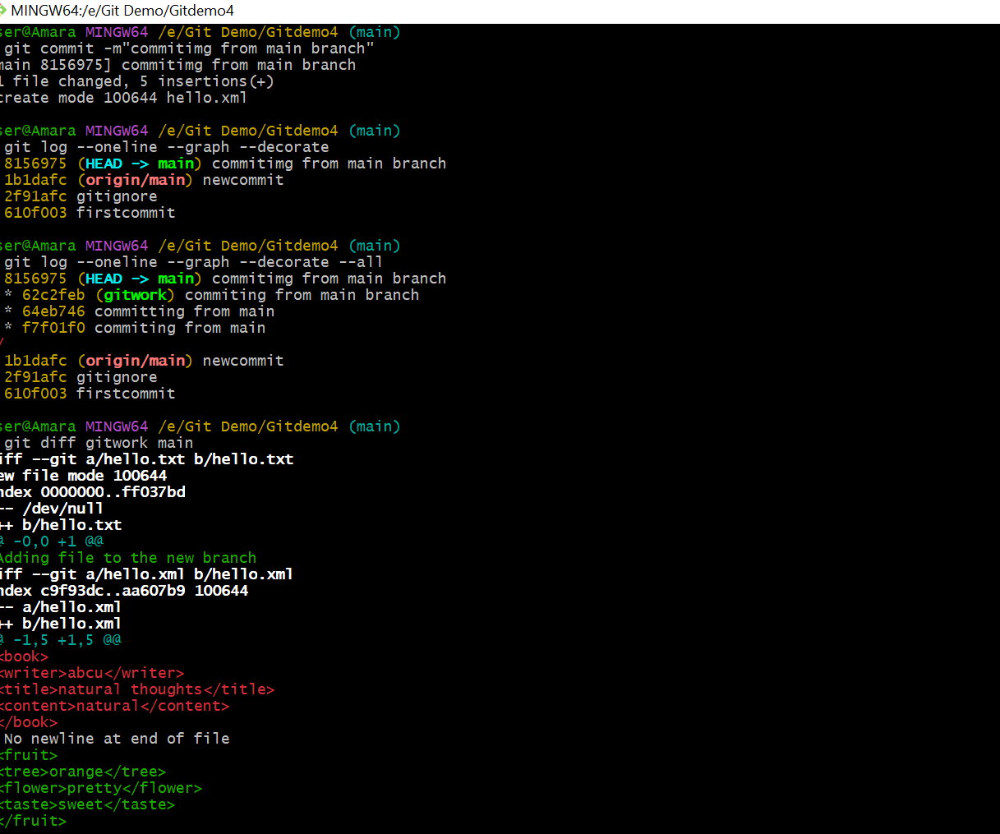 MINGW64:/e/Git Demo/Gitdemo4
ser@Amara MINGW64 /e/Git Demo/Gitdemo4 (main)
git commit -m"commitimg from main branch"
main 8156975] commitimg from main branch
1 file changed, 5 insertions(+)
create mode 100644 hello.xml
ser@Amara MINGW64 /e/Git Demo/Gitdemo4 (main)
git log --oneline --graph --decorate
8156975 (HEAD -> main) commitimg from main branch
1b1dafc (origin/main) newcommit
2f91afc gitignore
610f003 firstcommit
ser@Amara MINGW64 /e/Git Demo/Gitdemo4 (main)
git log --oneline --graph --decorate --all
8156975 (HEAD -> main) commitimg from main branch
* 62c2feb (gitwork) commiting from main branch
* 64eb746 committing from main
* f7f01f0 commiting from main
/
1b1dafc (origin/main) newcommit
2f91afc gitignore
610f003 firstcommit
ser@Amara MINGW64 /e/Git Demo/Gitdemo4 (main)
git diff gitwork main
iff --git a/hello.txt b/hello.txt
ew file mode 100644
ndex 0000000..ff037bd
-- /dev/null
++ b/hello.txt
@ -0,0 +1 @@
Adding file to the new branch
iff --git a/hello.xml b/hello.xml
ndex c9f93dc..aa607b9 100644
-- a/hello.xml
++ b/hello.xml
@ -1,5 +1,5 @@
<book>
<writer>abcu</writer>
<title>natural thoughts</title>
<content>natural</content>
</book>
No newline at end of file
<fruit>
<tree>orange</tree>
<flower>pretty</flower>
<taste>sweet</taste>
</fruit>